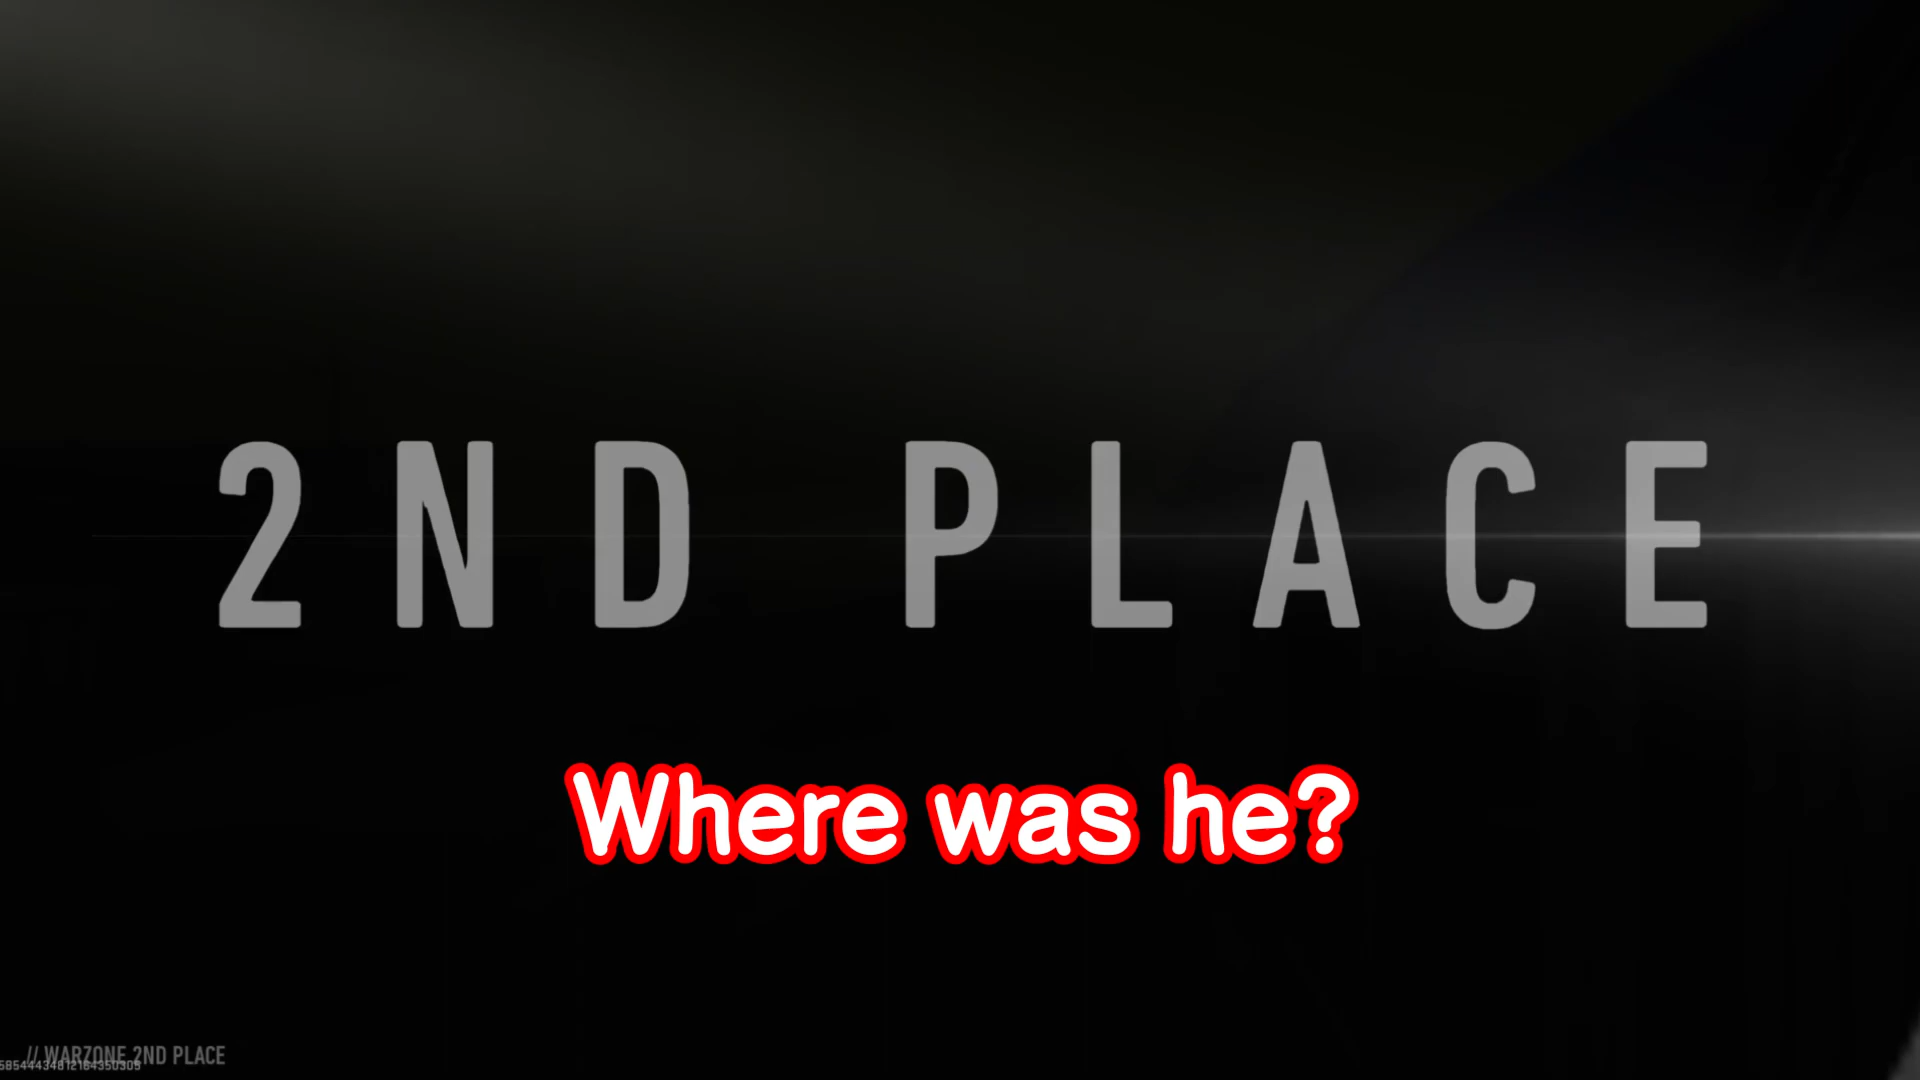 2ND PLACE
Where was he?
// WARZONE 2ND PLACE